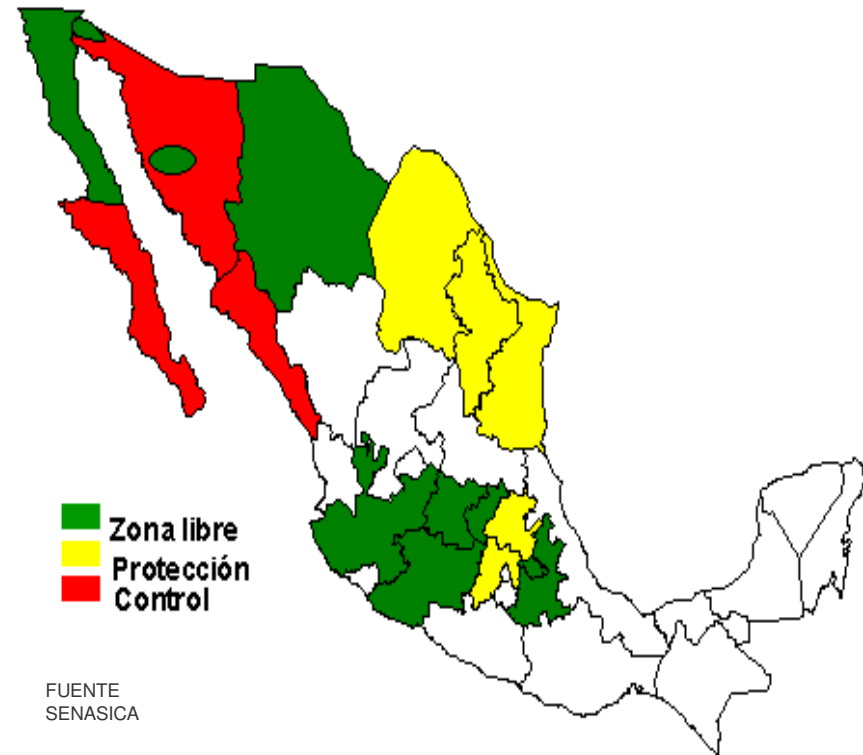 Zona libre
Protección
Control
FUENTE
SENASICA